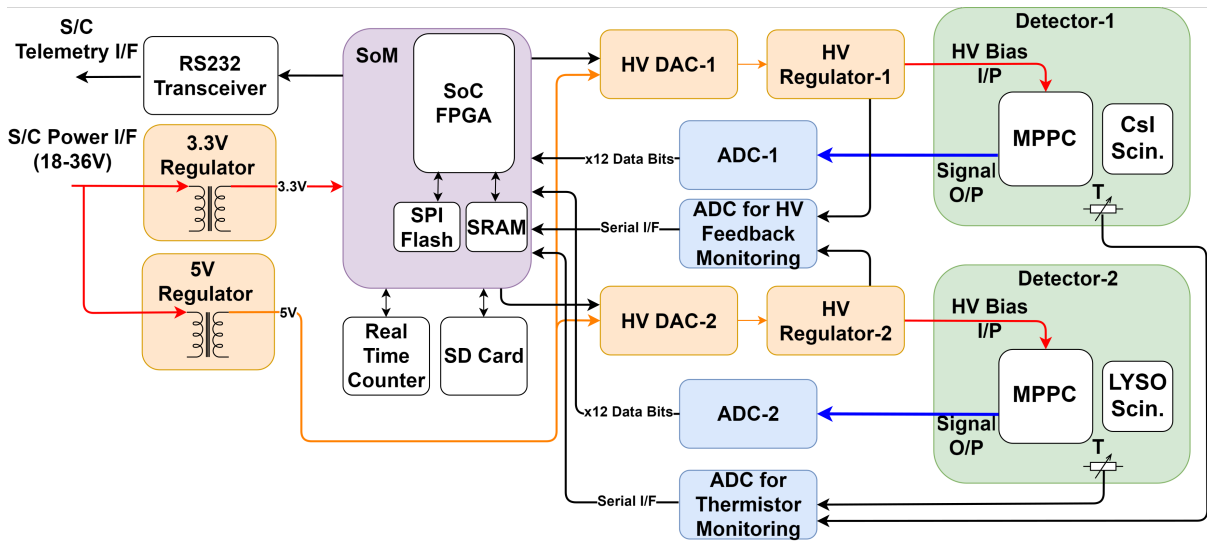 S/C
Telemetry I/F
RS232
Transceiver
S/C Power I/F
(18-36V)
3.3V
Regulator
3.3V
5V
Regulator
5V
SoM
SoC
FPGA
SPI
Flash
SRAM
Real
Time
Counter
SD Card
HV DAC-1
HV
Regulator-1
x12 Data Bits
ADC-1
Serial I/F
ADC for HV
Feedback
Monitoring
HV DAC-2
HV
Regulator-2
x12 Data Bits
ADC-2
Serial I/F
ADC for
Thermistor
Monitoring
Detector-1
HV Bias
I/P
MPPC
CsI
Scin.
Signal
O/P
T
Detector-2
HV Bias
I/P
MPPC
LYSO
Scin.
Signal
O/P
T